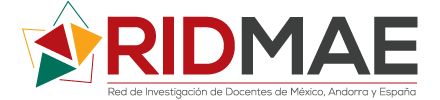 RIDMAE
Red de Investigación de Docentes de México, Andorra y España